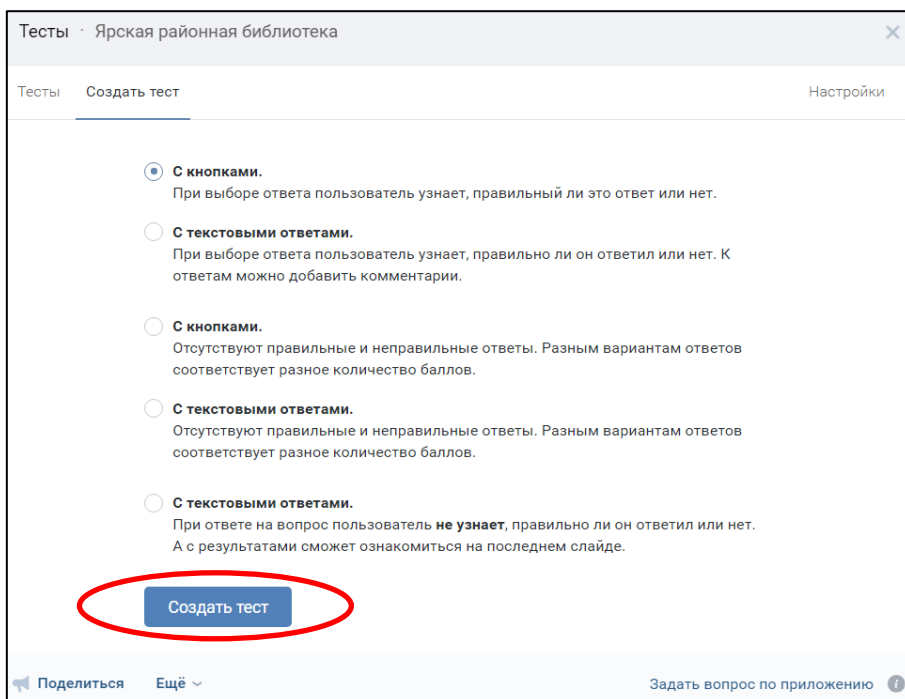 Тесты · Ярская районная библиотека
Тесты Создать тест Настройки
С кнопками.
При выборе ответа пользователь узнает, правильный ли это ответ или нет.
С текстовыми ответами.
При выборе ответа пользователь узнает, правильно ли он ответил или нет. К
ответам можно добавить комментарии.
С кнопками.
Отсутствуют правильные и неправильные ответы. Разным вариантам ответов
соответствует разное количество баллов.
С текстовыми ответами.
Отсутствуют правильные и неправильные ответы. Разным вариантам ответов
соответствует разное количество баллов.
С текстовыми ответами.
При ответе на вопрос пользователь не узнает, правильно ли он ответил или нет.
А с результатами сможет ознакомиться на последнем слайде.
Создать тест
Поделиться Ещё Задать вопрос по приложению